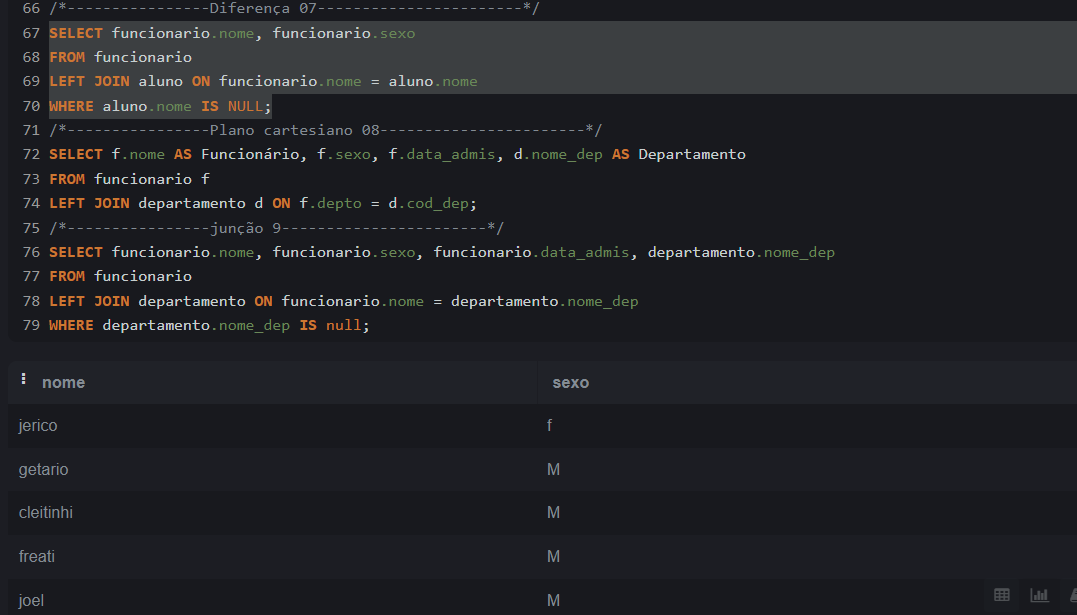 66 /*----------------Diferença 07-----------------------*/
67 SELECT funcionario.nome, funcionario.sexo
68 FROM funcionario
69 LEFT JOIN aluno ON funcionario.nome = aluno.nome
70 WHERE aluno.nome IS NULL;
71 /*----------------Plano cartesiano 08-----------------------*/
72 SELECT f.nome AS Funcionário, f.sexo, f.data_admis, d.nome_dep AS Departamento
73 FROM funcionario f
74 LEFT JOIN departamento d ON f.depto = d.cod_dep;
75 /*----------------junção 9-----------------------*/
76 SELECT funcionario.nome, funcionario.sexo, funcionario.data_admis, departamento.nome_dep
77 FROM funcionario
78 LEFT JOIN departamento ON funcionario.nome = departamento.nome_dep
79 WHERE departamento.nome_dep IS null;
nome sexo
jerico f
getario M
cleitinhi M
freati M
joel M